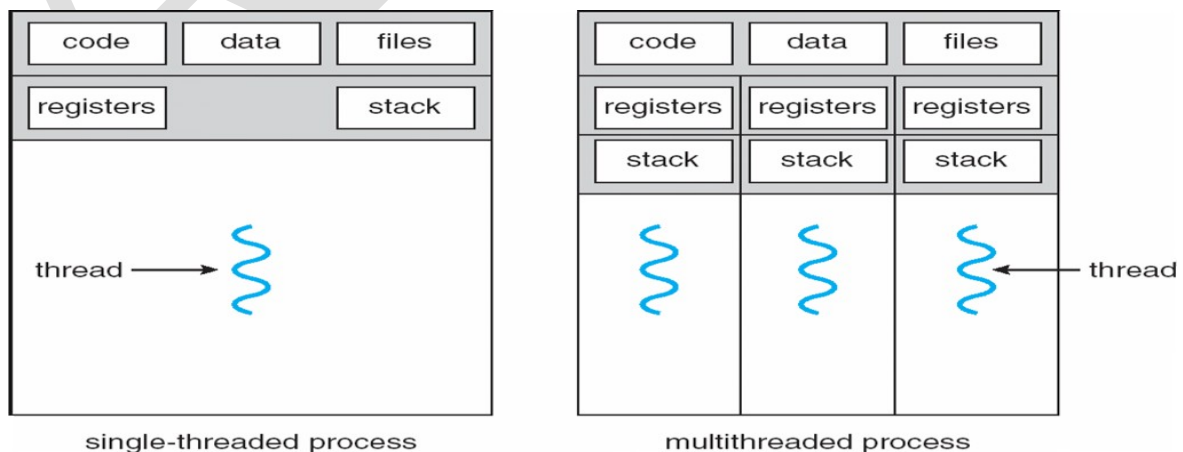 code data files
registers stack
thread
single-threaded process
code data files
registers registers registers
stack stack stack
thread
multithreaded process